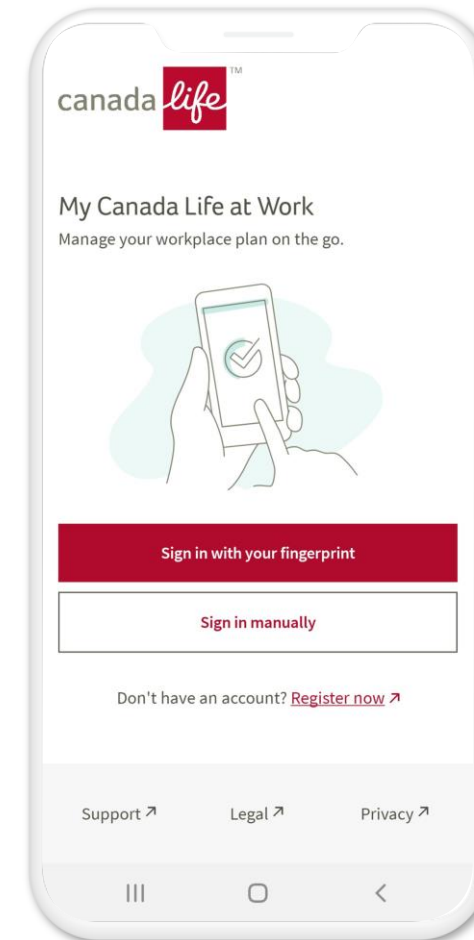 canada life TM
My Canada Life at Work
Manage your workplace plan on the go.
Sign in with your fingerprint
Sign in manually
Don't have an account? Register now ↗
Support ↗ Legal ↗ Privacy ↗